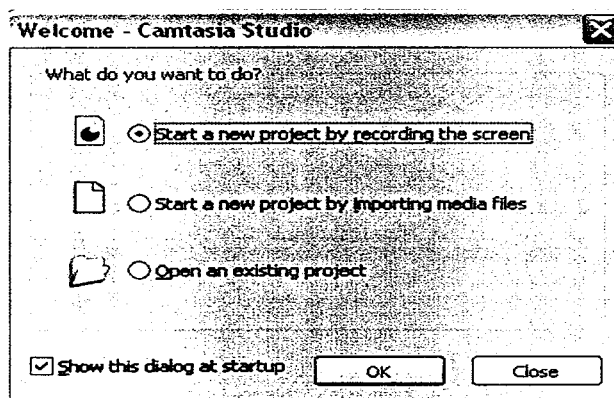 Welcome - Camtasia Studio
What do you want to do?
Start a new project by recording the screen
Start a new project by importing media files
Open an existing project
Show this dialog at startup
OK
Close